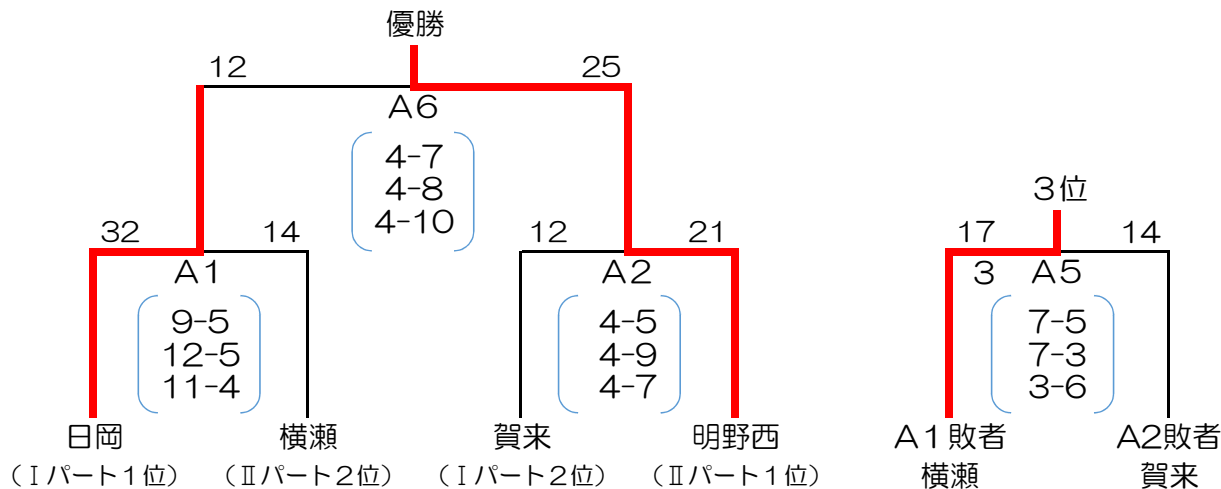 優勝
12 25
A6
4-7
4-8
4-10
3位
32 14 12 21 17 14
A1 A2 3 A5
9-5 4-5 7-5
12-5 4-9 7-3
11-4 4-7 3-6
日岡 横瀬 賀来 明野西 A1敗者 A2敗者
(Ⅰパート1位) (Ⅱパート2位) (Ⅰパート2位) (Ⅱパート1位) 横瀬 賀来